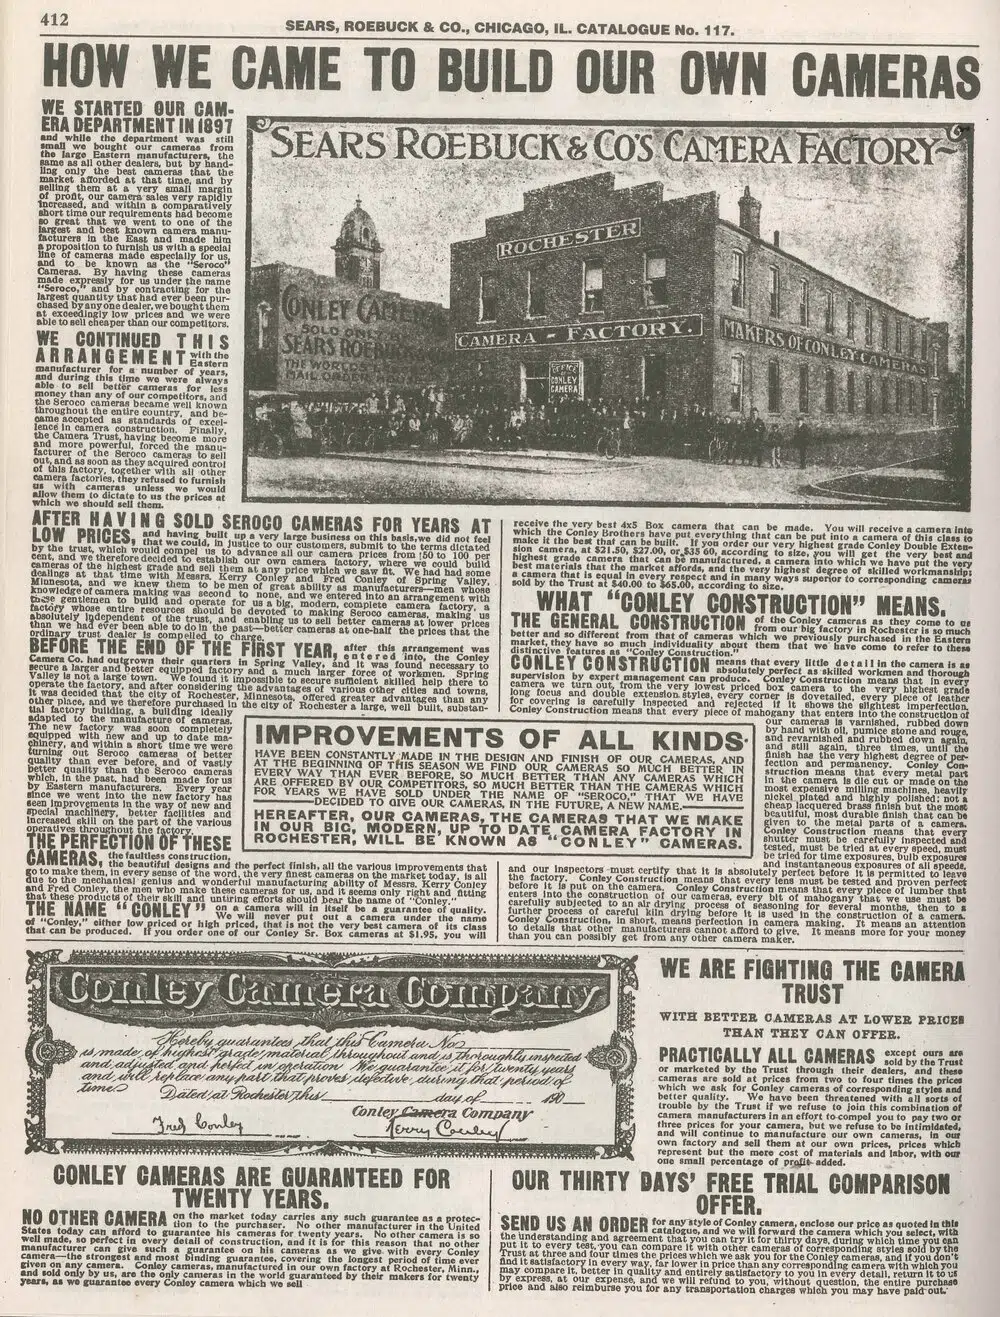 412
SEARS, ROEBUCK & CO., CHICAGO, IL. CATALOGUE No. 117.
HOW WE CAME TO BUILD OUR OWN CAMERAS
WE STARTED OUR CAM-
ERA DEPARTMENT IN 1897
and while the department was still
small we bought our cameras from
the large Eastern manufacturers, the
same as all other dealers, but by hand-
ling only the best cameras that the
market afforded at that time, and by
selling them at a very small margin
of profit, our camera sales very rapidly
increased, and within a comparatively
short time our requirements had become
so great that we went to one of the
largest and best known camera manu-
facturers in the East and made him
a proposition to furnish us with a special
line of cameras made especially for us,
and to be known as the "Seroco"
Cameras. By having these cameras
made expressly for us under the name
"Seroco," and by contracting for the
largest quantity that had ever been pur-
chased by any one dealer, we bought them
at exceedingly low prices and we were
able to sell cheaper than our competitors.
WE CONTINUED THIS
ARRANGEMENT with the
Eastern
manufacturer for a number of years,
and during this time we were always
able to sell better cameras for less
money than any of our competitors, and
the Seroco cameras became well known
throughout the entire country, and be-
came accepted as standards of excel-
lence in camera construction. Finally,
the Camera Trust, having become more
and more powerful, forced the manu-
facturer of the Seroco cameras to sell
out, and as soon as they acquired control
of this factory, together with all other
camera factories, they refused to furnish
us with cameras unless we would
allow them to dictate to us the prices at
which we should sell them.
SEARS ROEBUCK & CO'S CAMERA FACTORY
ROCHESTER
CAMERA - FACTORY.
MAKERS OF CONLEY CAMERAS
OFFICE
CONLEY
CAMERA
CONLEY CAMERA
SOLD ONLY
SEARS ROEBUCK
THE WORLD'S
MAIL ORDER
AFTER HAVING SOLD SEROCO CAMERAS FOR YEARS AT
LOW PRICES, and having built up a very large business on this basis, we did not feel
that we could, in justice to our customers, submit to the terms dictated
by the trust, which would compel us to advance all our camera prices from 50 to 100 per
cent, and we therefore decided to establish our own camera factory, where we could build
cameras of the highest grade and sell them at any price which we saw fit. We had had some
dealings at that time with Messrs. Kerry Conley and Fred Conley of Spring Valley,
Minnesota, and we knew them to be men of great ability as manufacturers—men whose
knowledge of camera making was second to none, and we entered into an arrangement with
these gentlemen to build and operate for us a big, modern, complete camera factory, a
factory whose entire resources should be devoted to making Seroco cameras, making us
absolutely independent of the trust, and enabling us to sell better cameras at lower prices
than we had ever been able to do in the past—better cameras at one-half the prices that the
ordinary trust dealer is compelled to charge.
BEFORE THE END OF THE FIRST YEAR, after this arrangement was
entered into, the Conley
Camera Co. had outgrown their quarters in Spring Valley, and it was found necessary to
secure a larger and better equipped factory and a much larger force of workmen. Spring
Valley is not a large town. We found it impossible to secure sufficient skilled help there to
operate the factory, and after considering the advantages of various other cities and towns,
it was decided that the city of Rochester, Minnesota, offered greater advantages than any
other place, and we therefore purchased in the city of Rochester a large, well built, substan-
tial factory building, a building ideally
adapted to the manufacture of cameras.
The new factory was soon completely
equipped with new and up to date ma-
chinery, and within a short time we were
turning out Seroco cameras of better
quality than ever before, and of vastly
better quality than the Seroco cameras
which, in the past, had been made for us
by Eastern manufacturers. Every year
since we went into the new factory has
seen improvements in the way of new and
special machinery, better facilities and
increased skill on the part of the various
operatives throughout the factory.
THE PERFECTION OF THESE
CAMERAS, the faultless construction,
the beautiful designs and the perfect finish, all the various improvements that
go to make them, in every sense of the word, the very finest cameras on the market today, is all
due to the mechanical genius and wonderful manufacturing ability of Messrs. Kerry Conley
and Fred Conley, the men who make these cameras for us, and it seems only right and fitting
that these products of their skill and untiring efforts should bear the name of "Conley."
THE NAME "CONLEY" on a camera will in itself be a guarantee of quality.
We will never put out a camera under the name
of "Conley," either low priced or high priced, that is not the very best camera of its class
that can be produced. If you order one of our Conley Sr. Box cameras at $1.95, you will
receive the very best 4x5 Box camera that can be made. You will receive a camera into
which the Conley Brothers have put everything that can be put into a camera of this class to
make it the best that can be built. If you order our very highest grade Conley Double Exten-
sion camera, at $21.50, $27.00, or $35.60, according to size, you will get the very best and
highest grade camera that can be manufactured, a camera into which we have put the very
best materials that the market affords, and the very highest degree of skilled workmanship;
a camera that is equal in every respect and in many ways superior to corresponding cameras
sold by the Trust at $40.00 to $65.00, according to size.
WHAT "CONLEY CONSTRUCTION" MEANS.
THE GENERAL CONSTRUCTION of the Conley cameras as they come to us
from our big factory in Rochester is so much
better and so different from that of cameras which we previously purchased in the Eastern
market, they have so much individuality about them that we have come to refer to these
distinctive features as "Conley Construction."
CONLEY CONSTRUCTION means that every little detail in the camera is as
absolutely perfect as skilled workmen and thorough
supervision by expert management can produce. Conley Construction means that in every
camera we turn out, from the very lowest priced box camera to the very highest grade
long focus and double extension styles, every corner is dovetailed, every piece of leather
for covering is carefully inspected and rejected if it shows the slightest imperfection.
Conley Construction means that every piece of mahogany that enters into the construction of
our cameras is varnished, rubbed down
by hand with oil, pumice stone and rouge,
and revarnished and rubbed down again,
and still again, three times, until the
finish has the very highest degree of per-
fection and permanency. Conley Con-
struction means that every metal part
in the camera is die cut or made on the
most expensive milling machines, heavily
nickel plated and highly polished; not a
cheap lacquered brass finish but the most
beautiful, most durable finish that can be
given to the metal parts of a camera.
Conley Construction means that every
shutter must be carefully inspected and
tested, must be tried at every speed, must
be tried for time exposures, bulb exposures
and instantaneous exposures of all speeds,
and our inspectors must certify that it is absolutely perfect before it is permitted to leave
the factory. Conley Construction means that every lens must be tested and proven perfect
before it is put on the camera. Conley Construction means that every piece of lumber that
enters into the construction of our cameras, every bit of mahogany that we use must be
carefully subjected to an air drying process of seasoning for several months, then to a
further process of careful kiln drying before it is used in the construction of a camera.
Conley Construction, in short, means perfection in camera making. It means an attention
to details that other manufacturers cannot afford to give. It means more for your money
than you can possibly get from any other camera maker.
IMPROVEMENTS OF ALL KINDS
HAVE BEEN CONSTANTLY MADE IN THE DESIGN AND FINISH OF OUR CAMERAS, AND
AT THE BEGINNING OF THIS SEASON WE FIND OUR CAMERAS SO MUCH BETTER IN
EVERY WAY THAN EVER BEFORE, SO MUCH BETTER THAN ANY CAMERAS WHICH
ARE OFFERED BY OUR COMPETITORS, SO MUCH BETTER THAN THE CAMERAS WHICH
FOR YEARS WE HAVE SOLD UNDER THE NAME OF "SEROCO," THAT WE HAVE
DECIDED TO GIVE OUR CAMERAS, IN THE FUTURE, A NEW NAME.
HEREAFTER, OUR CAMERAS, THE CAMERAS THAT WE MAKE
IN OUR BIG, MODERN, UP TO DATE CAMERA FACTORY IN
ROCHESTER, WILL BE KNOWN AS "CONLEY" CAMERAS.
Conley Camera Company
Hereby guarantees that this Camera No.
is made of highest grade material throughout and is thoroughly inspected
and adjusted and perfect in operation. We guarantee it for twenty years
and will replace any part that proves defective during that period of
time.
Dated at Rochester this day of 190
Conley Camera Company
Fred Conley
Kerry Conley
WE ARE FIGHTING THE CAMERA
TRUST
WITH BETTER CAMERAS AT LOWER PRICES
THAN THEY CAN OFFER.
PRACTICALLY ALL CAMERAS except ours are
sold by the Trust
or marketed by the Trust through their dealers, and these
cameras are sold at prices from two to four times the prices
which we ask for Conley cameras of corresponding styles and
better quality. We have been threatened with all sorts of
trouble by the Trust if we refuse to join this combination of
camera manufacturers in an effort to compel you to pay two or
three prices for your camera, but we refuse to be intimidated,
and will continue to manufacture our own cameras, in our
own factory and sell them at our own prices, prices which
represent but the mere cost of materials and labor, with our
one small percentage of profit added.
CONLEY CAMERAS ARE GUARANTEED FOR
TWENTY YEARS.
NO OTHER CAMERA on the market today carries any such guarantee as a protec-
tion to the purchaser. No other manufacturer in the United
States today can afford to guarantee his cameras for twenty years. No other camera is so
well made, so perfect in every detail of construction, and it is for this reason that no other
manufacturer can give such a guarantee on his cameras as we give with every Conley
camera—the strongest and most binding guarantee, covering the longest period of time ever
given on any camera. Conley cameras, manufactured in our own factory at Rochester, Minn.,
and sold only by us, are the only cameras in the world guaranteed by their makers for twenty
years, as we guarantee every Conley camera which we sell
OUR THIRTY DAYS' FREE TRIAL COMPARISON
OFFER.
SEND US AN ORDER for any style of Conley camera, enclose our price as quoted in this
catalogue, and we will forward the camera which you select, with
the understanding and agreement that you can try it for thirty days, during which time you can
put it to every test, you can compare it with other cameras of corresponding styles sold by the
Trust at three and four times the prices which we ask you for the Conley cameras, and if you don't
find it satisfactory in every way, far lower in price than any corresponding camera with which you
may compare it, better in quality and entirely satisfactory to you in every detail, return it to us
by express, at our expense, and we will refund to you, without question, the entire purchase
price and also reimburse you for any transportation charges which you may have paid out.